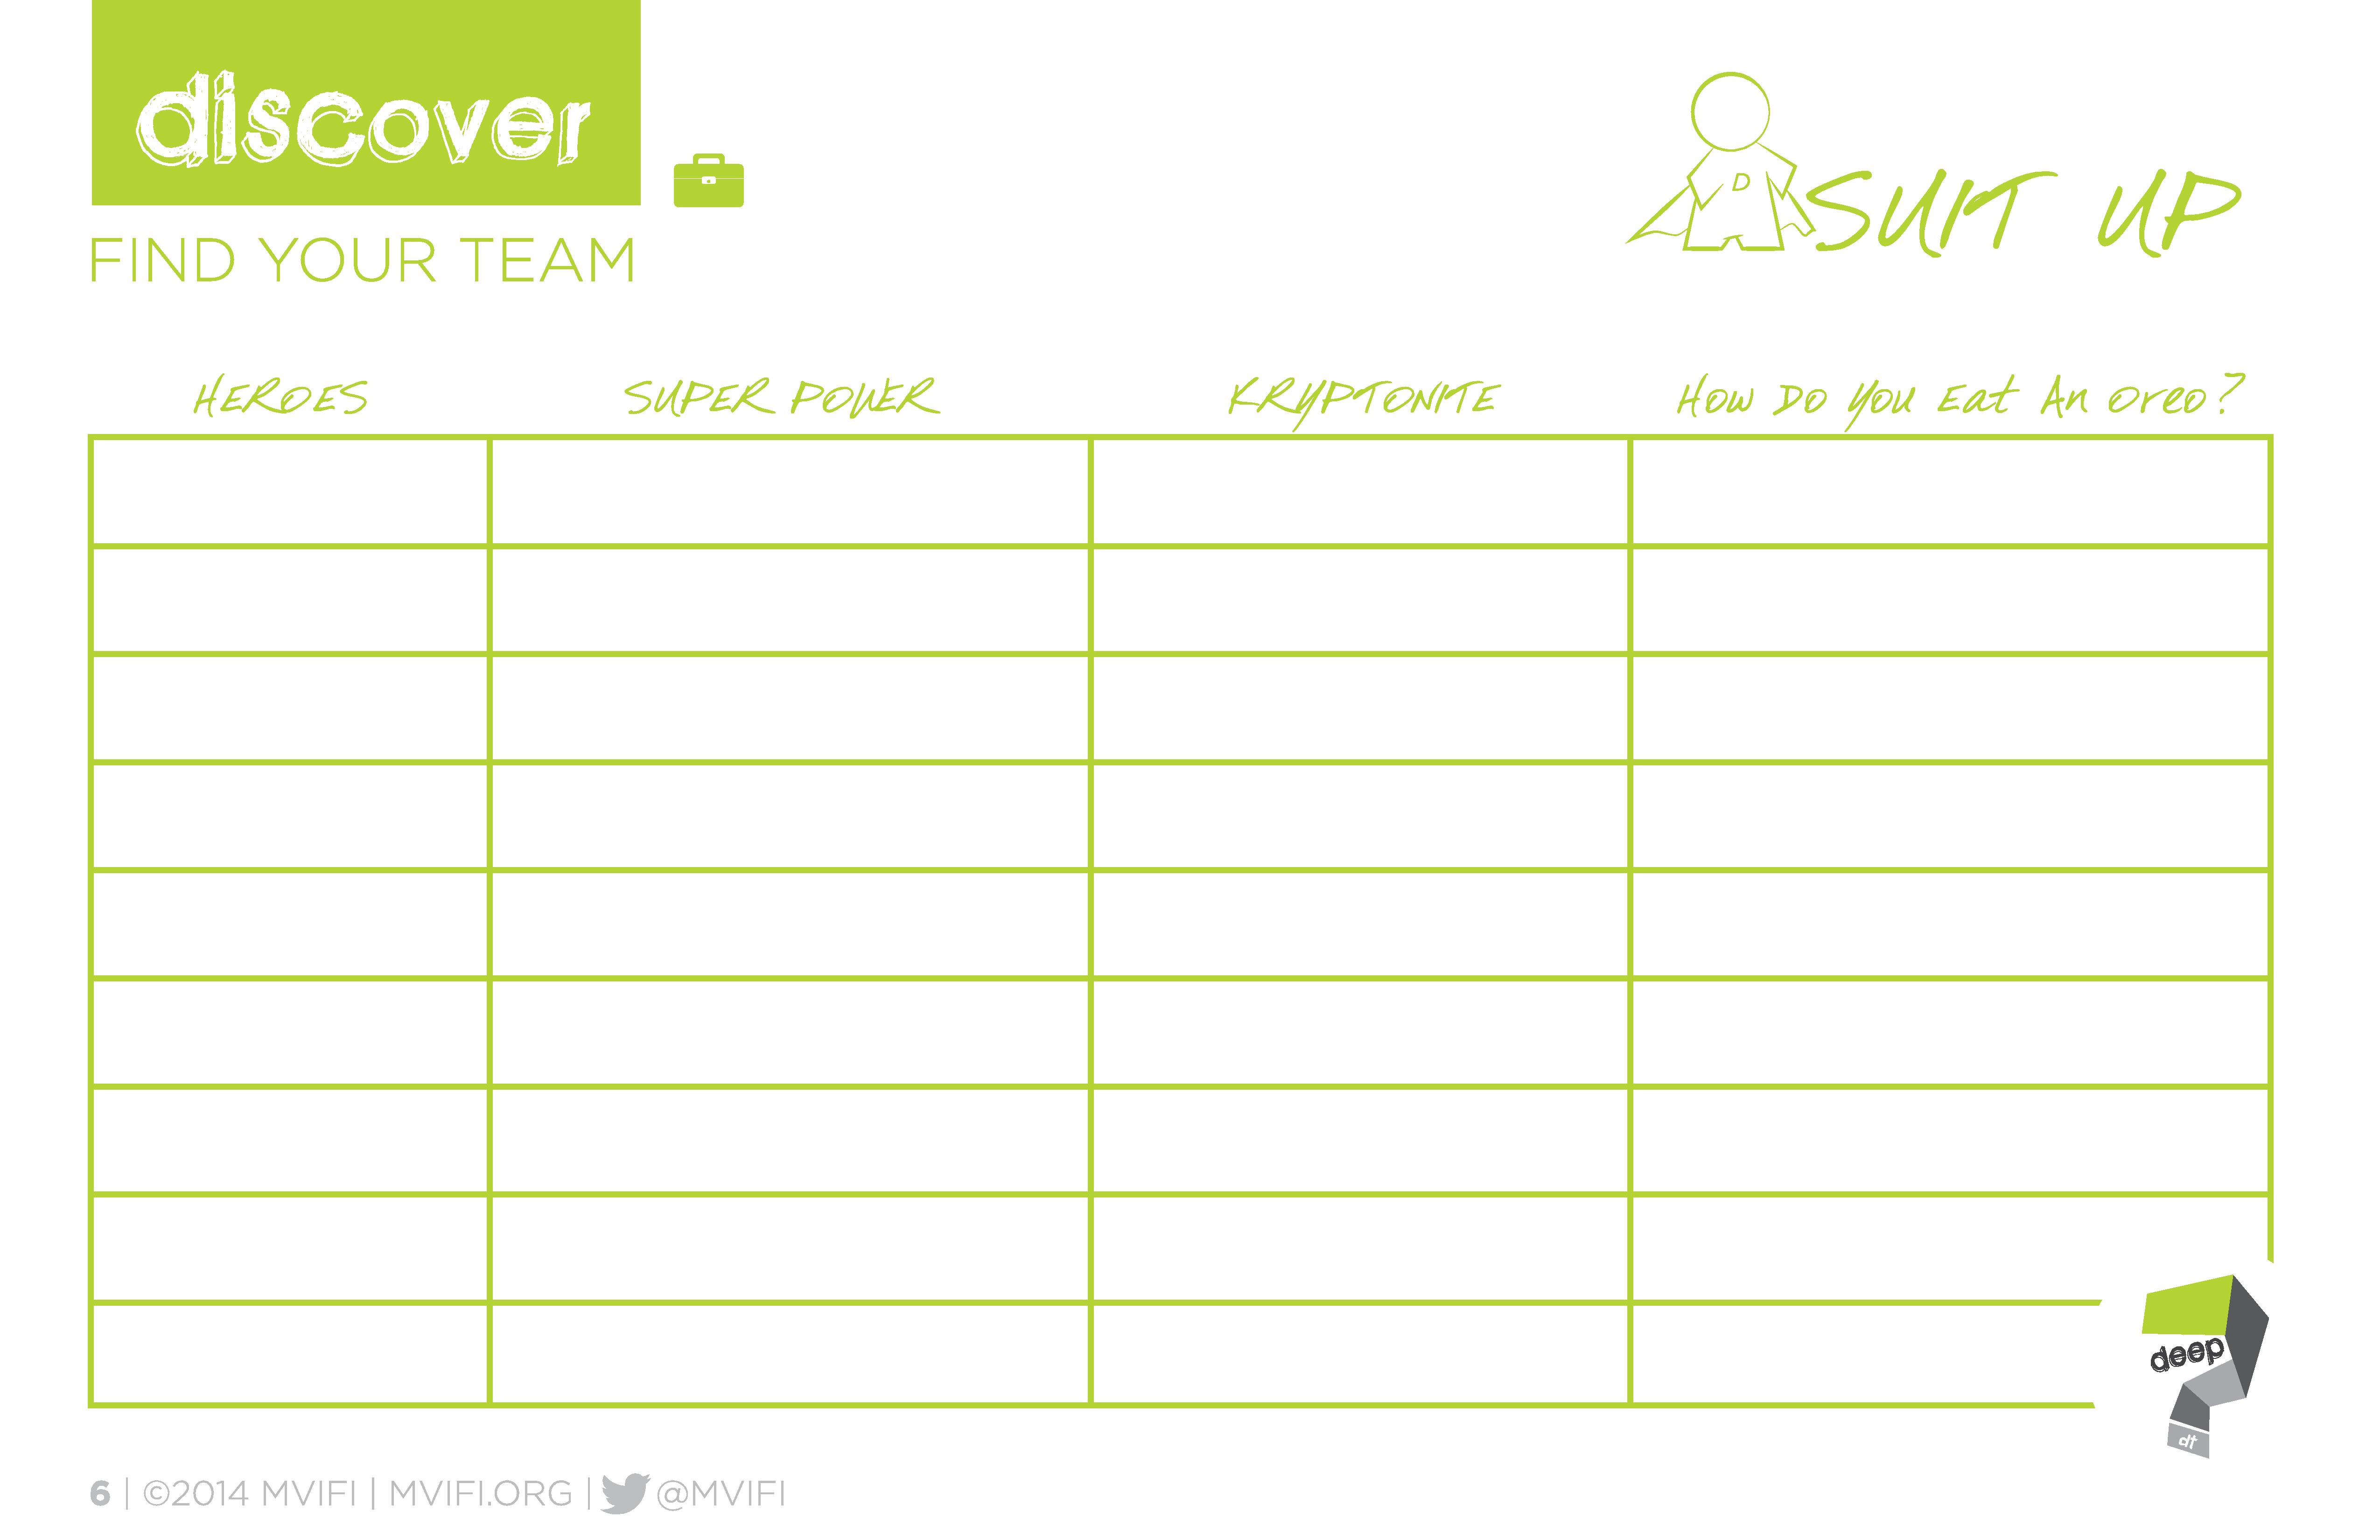 discover
FIND YOUR TEAM
P
SUIT UP
HEROES SUPER POWER KRYPTONITE How Do You Eat An Oreo?
deep
dt
6 | ©2014 MVIFI | MVIFI.ORG | @MVIFI